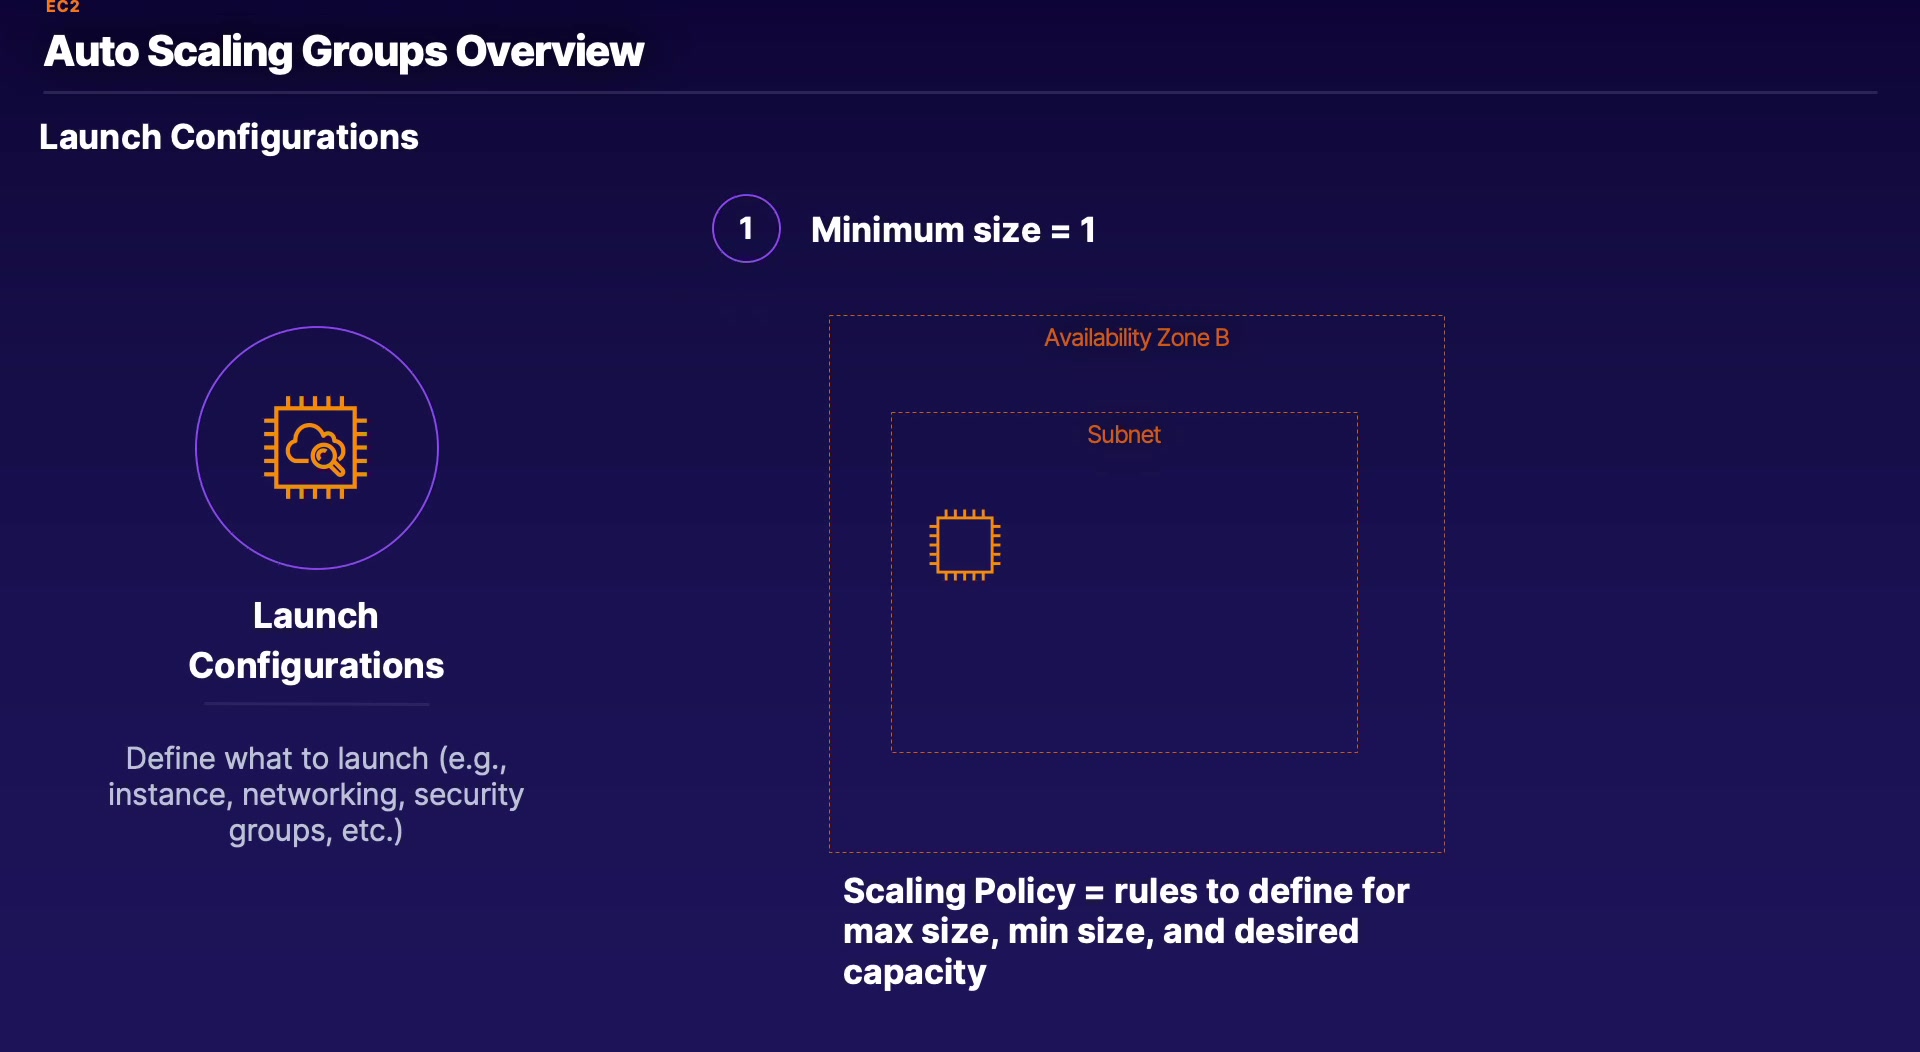 EC2
Auto Scaling Groups Overview
Launch Configurations
1
Minimum size = 1
Availability Zone B
Subnet
Launch
Configurations
Define what to launch (e.g.,
instance, networking, security
groups, etc.)
Scaling Policy = rules to define for
max size, min size, and desired
capacity